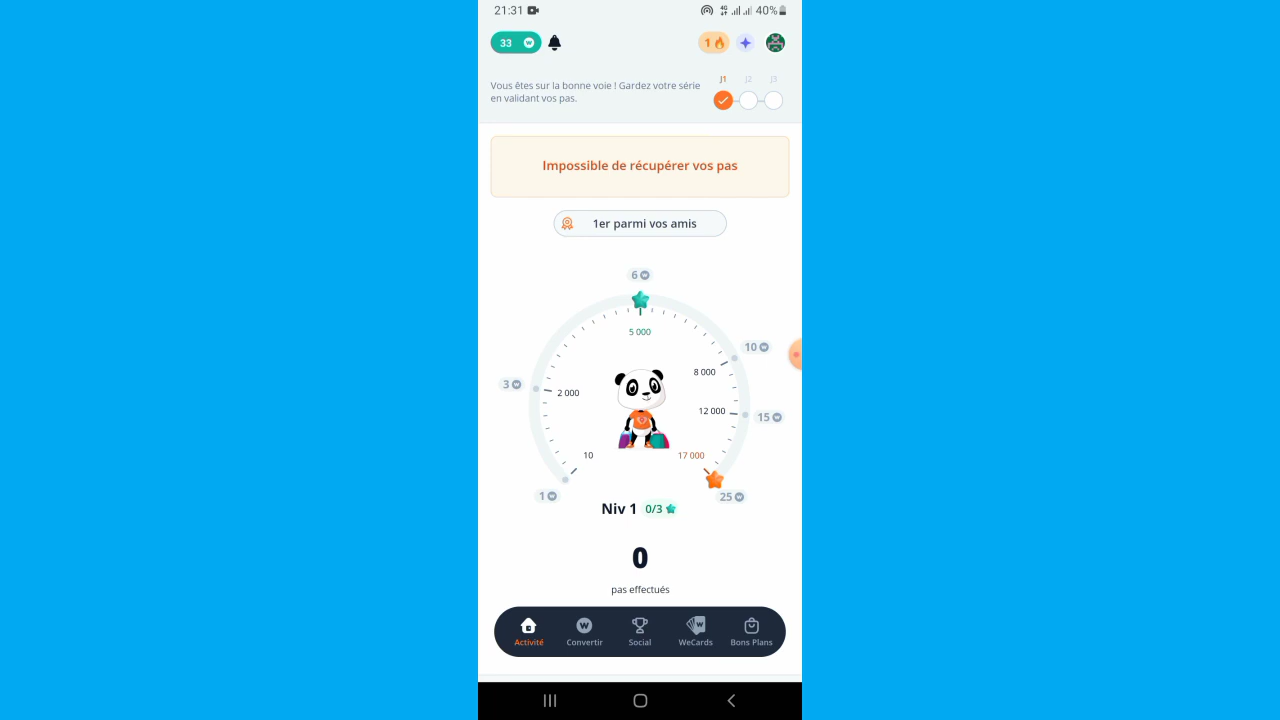 21:31 4G 40%
33 W 1
J1 J2 J3
Vous êtes sur la bonne voie ! Gardez votre série
en validant vos pas.
Impossible de récupérer vos pas
1er parmi vos amis
6 W
5 000
10 W
8 000
3 W
2 000
12 000
15 W
10
17 000
1 W
25 W
Niv 1 0/3
0
pas effectués
W
Activité Convertir Social WeCards Bons Plans